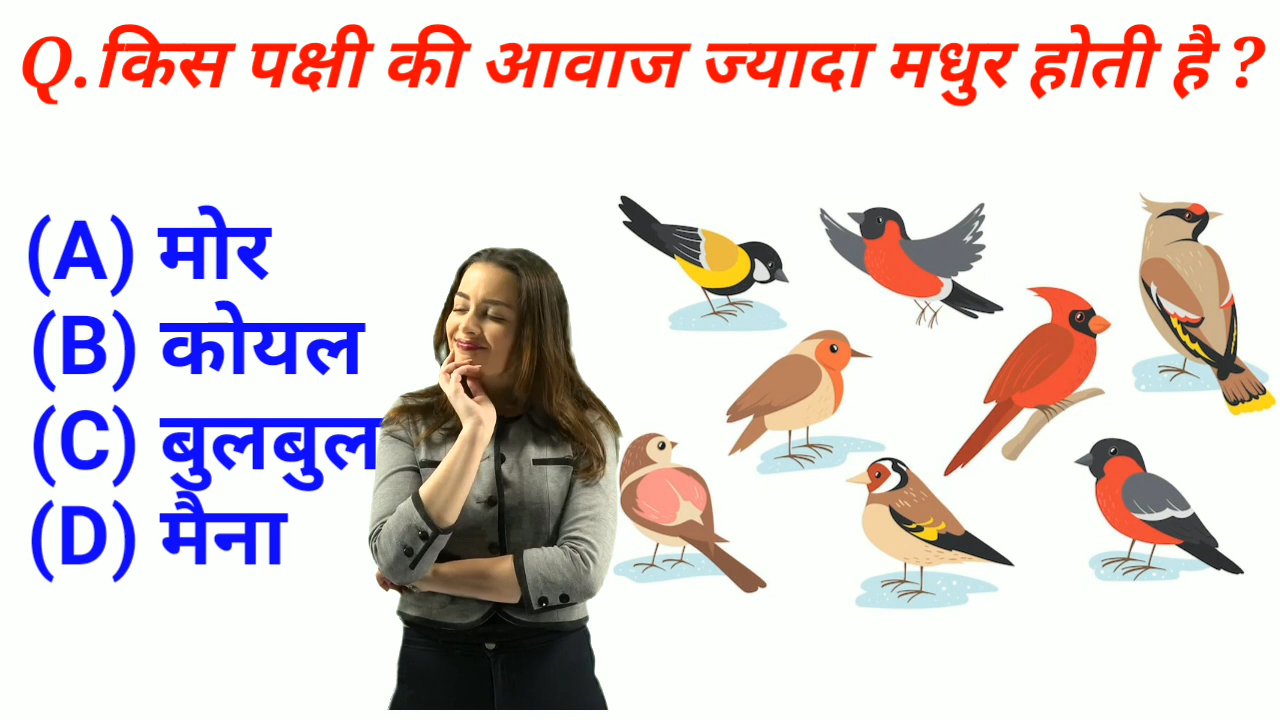 Q.किस पक्षी की आवाज ज्यादा मधुर होती है ?
(A) मोर
(B) कोयल
(C) बुलबुल
(D) मैना